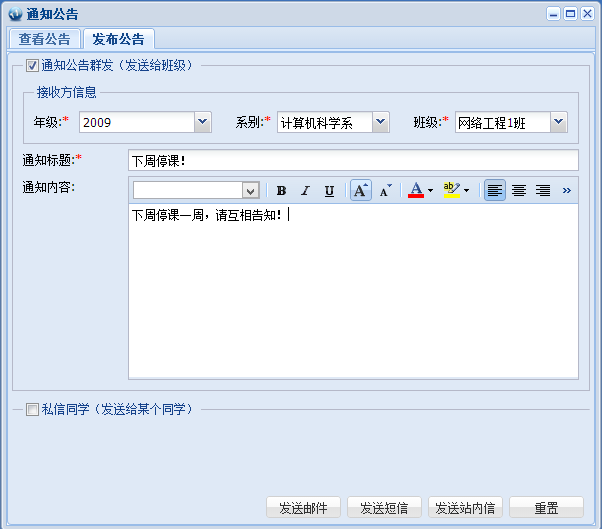 通知公告
查看公告 发布公告
通知公告群发（发送给班级）
接收方信息
年级:* 2009 系别:* 计算机科学系 班级:* 网络工程1班
通知标题:* 下周停课！
通知内容:
B I U A A A ab »
下周停课一周，请互相告知！
私信同学（发送给某个同学）
发送邮件 发送短信 发送站内信 重置